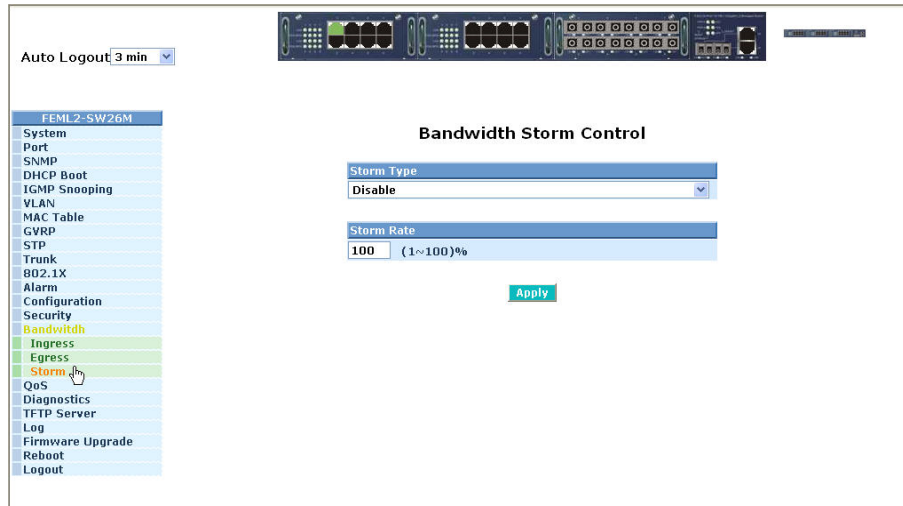 Auto Logout 3 min
FEML2-SW26M
System
Port
SNMP
DHCP Boot
IGMP Snooping
VLAN
MAC Table
GVRP
STP
Trunk
802.1X
Alarm
Configuration
Security
Bandwitdh
Ingress
Egress
Storm
QoS
Diagnostics
TFTP Server
Log
Firmware Upgrade
Reboot
Logout
Bandwidth Storm Control
Storm Type
Disable
Storm Rate
100 (1~100)%
Apply